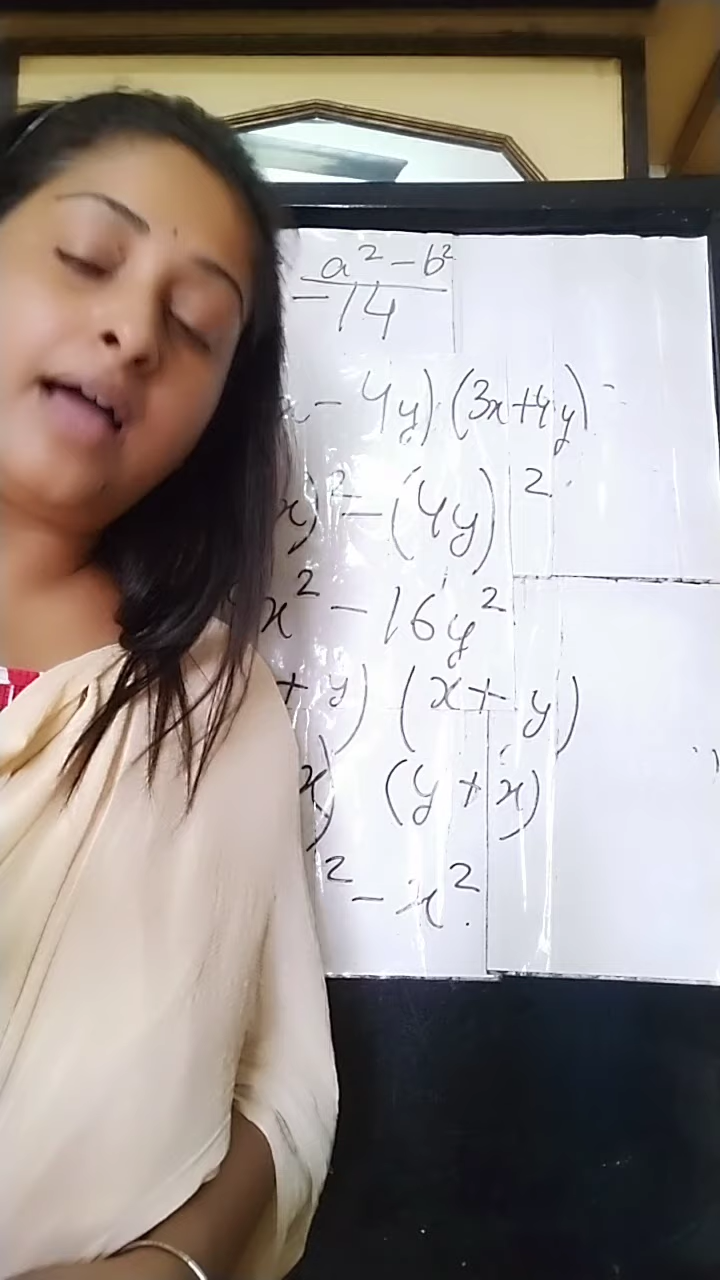 a² - b²
-14
x - 4y) (3x+4y)
x)² - (4y)²
x² - 16y²
+ y) (x + y)
x) (y + x)
² - x².